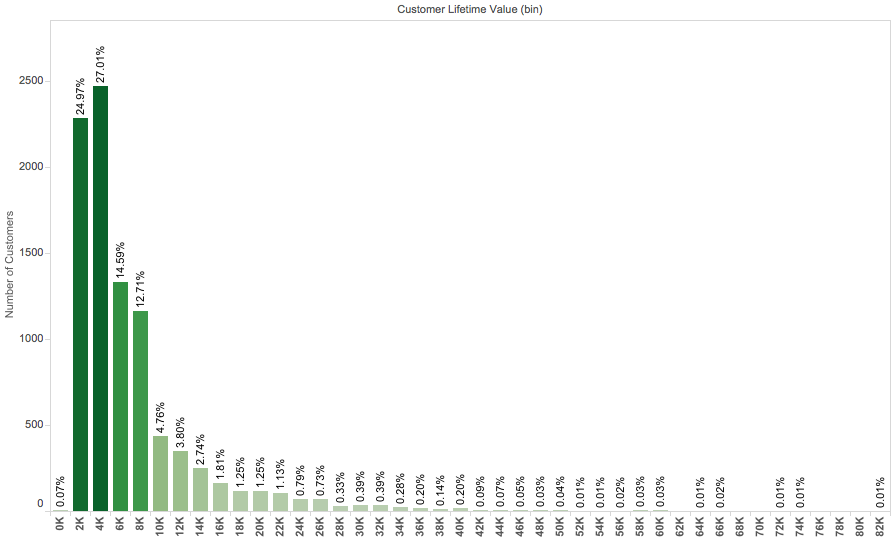 Customer Lifetime Value (bin)
Number of Customers
2500
2000
1500
1000
500
0
0.07%
24.97%
27.01%
14.59%
12.71%
4.76%
3.80%
2.74%
1.81%
1.25%
1.25%
1.13%
0.79%
0.73%
0.33%
0.39%
0.39%
0.28%
0.20%
0.14%
0.20%
0.09%
0.07%
0.05%
0.03%
0.04%
0.01%
0.01%
0.02%
0.03%
0.03%
0.01%
0.02%
0.01%
0.01%
0.01%
0K
2K
4K
6K
8K
10K
12K
14K
16K
18K
20K
22K
24K
26K
28K
30K
32K
34K
36K
38K
40K
42K
44K
46K
48K
50K
52K
54K
56K
58K
60K
62K
64K
66K
68K
70K
72K
74K
76K
78K
80K
82K